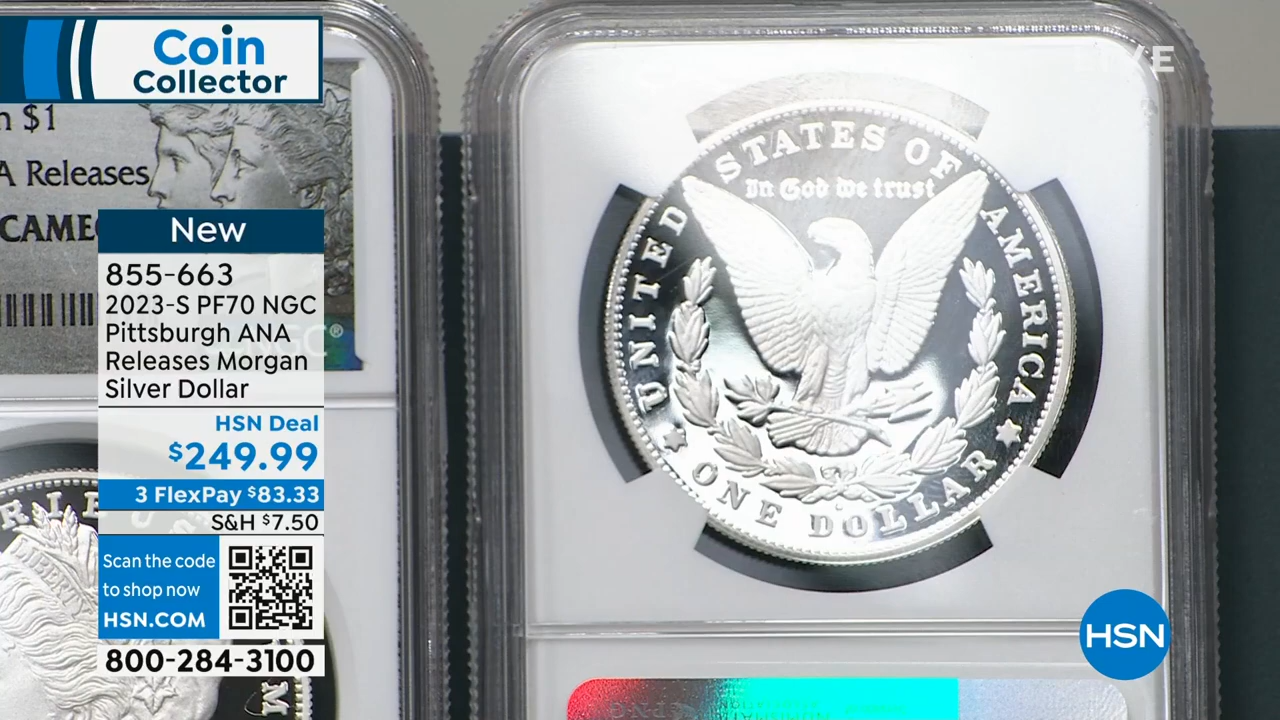 Coin
Collector
LIVE
n $1
A Releases
CAME
New
855-663
2023-S PF70 NGC
Pittsburgh ANA
Releases Morgan
Silver Dollar
HSN Deal
$249.99
3 FlexPay $83.33
S&H $7.50
Scan the code
to shop now
HSN.COM
800-284-3100
UNITED STATES OF AMERICA
In God we trust
ONE DOLLAR
HSN